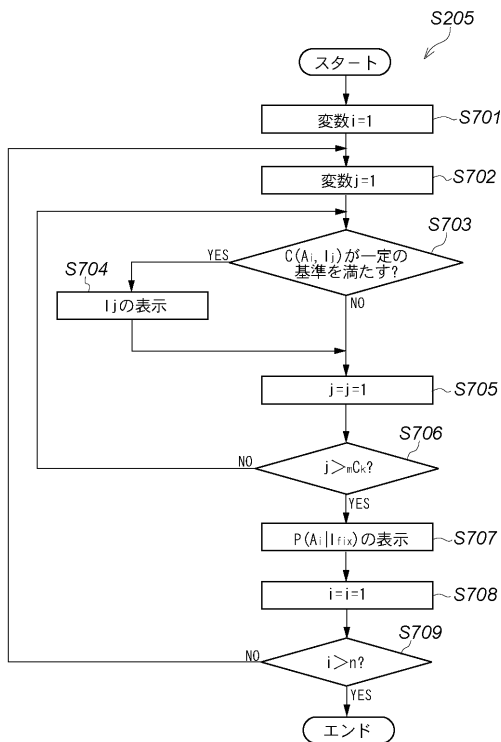 S205
スタート
変数i=1
S701
変数j=1
S702
S703
C(Ai, Ij)が一定の
基準を満たす?
YES
NO
S704
Ijの表示
j=j=1
S705
S706
j>mCk?
NO
YES
P(Ai|Ifix)の表示
S707
i=i=1
S708
S709
i>n?
NO
YES
エンド